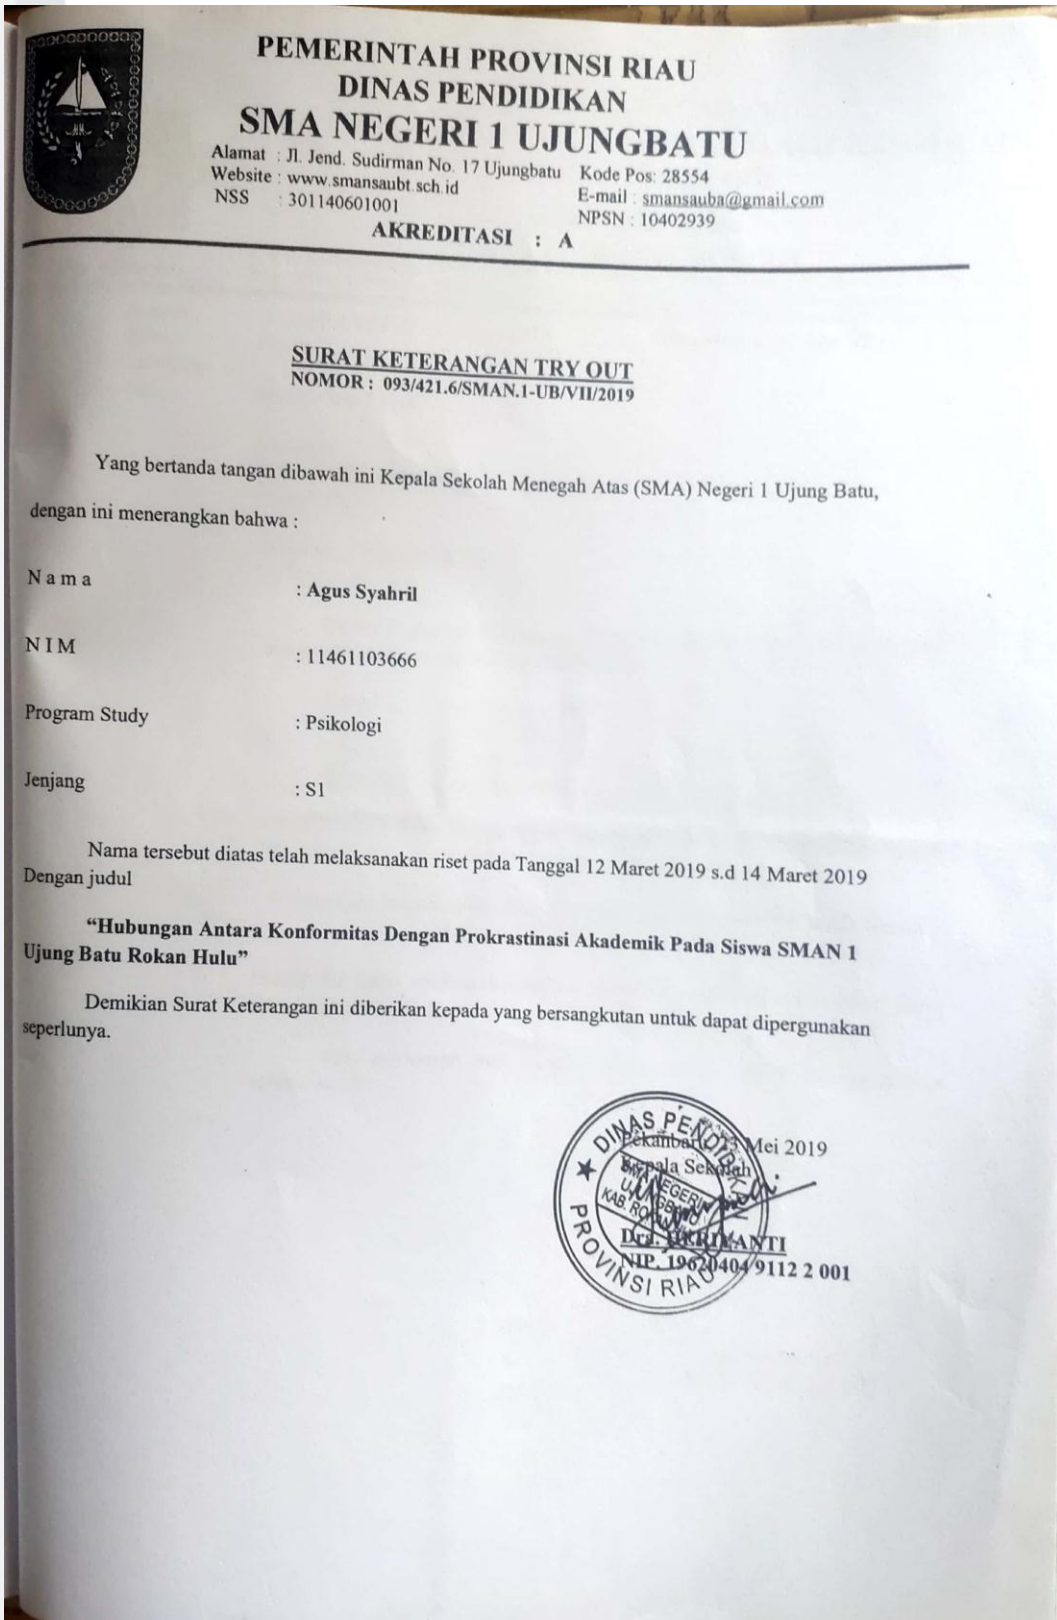 PEMERINTAH PROVINSI RIAU
DINAS PENDIDIKAN
SMA NEGERI 1 UJUNGBATU
Alamat : Jl. Jend. Sudirman No. 17 Ujungbatu Kode Pos: 28554
Website : www.smansaubt.sch.id E-mail : smansauba@gmail.com
NSS : 301140601001 NPSN : 10402939
AKREDITASI : A
SURAT KETERANGAN TRY OUT
NOMOR : 093/421.6/SMAN.1-UB/VII/2019
Yang bertanda tangan dibawah ini Kepala Sekolah Menegah Atas (SMA) Negeri 1 Ujung Batu,
dengan ini menerangkan bahwa :
N a m a : Agus Syahril
N I M : 11461103666
Program Study : Psikologi
Jenjang : S1
Nama tersebut diatas telah melaksanakan riset pada Tanggal 12 Maret 2019 s.d 14 Maret 2019
Dengan judul
“Hubungan Antara Konformitas Dengan Prokrastinasi Akademik Pada Siswa SMAN 1
Ujung Batu Rokan Hulu”
Demikian Surat Keterangan ini diberikan kepada yang bersangkutan untuk dapat dipergunakan
seperlunya.
Mei 2019
Kepala Sekolah
Dra.
NIP. 19620404 9112 2 001
DINAS PENDIDIKAN
PROVINSI RIAU
SMA NEGERI
UJUNGBATU
KAB.